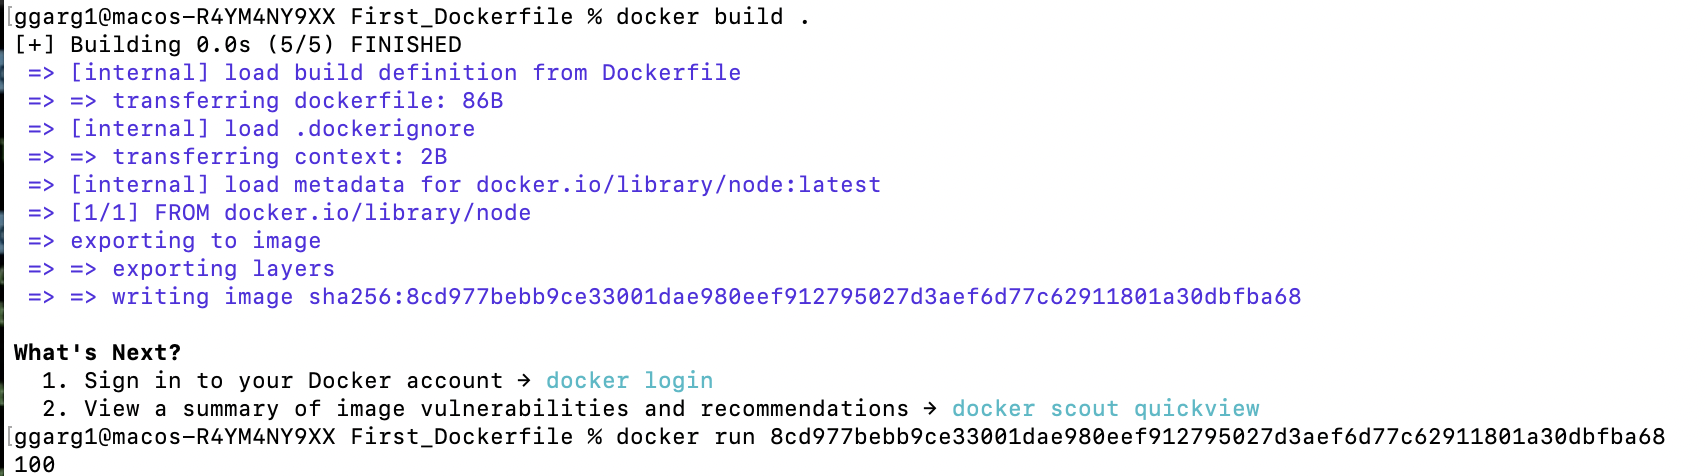 [ggarg1@macos-R4YM4NY9XX First_Dockerfile % docker build .
[+] Building 0.0s (5/5) FINISHED
=> [internal] load build definition from Dockerfile
=> => transferring dockerfile: 86B
=> [internal] load .dockerignore
=> => transferring context: 2B
=> [internal] load metadata for docker.io/library/node:latest
=> [1/1] FROM docker.io/library/node
=> exporting to image
=> => exporting layers
=> => writing image sha256:8cd977bebb9ce33001dae980eef912795027d3aef6d77c62911801a30dbfba68
What's Next?
1. Sign in to your Docker account → docker login
2. View a summary of image vulnerabilities and recommendations → docker scout quickview
[ggarg1@macos-R4YM4NY9XX First_Dockerfile % docker run 8cd977bebb9ce33001dae980eef912795027d3aef6d77c62911801a30dbfba68
100